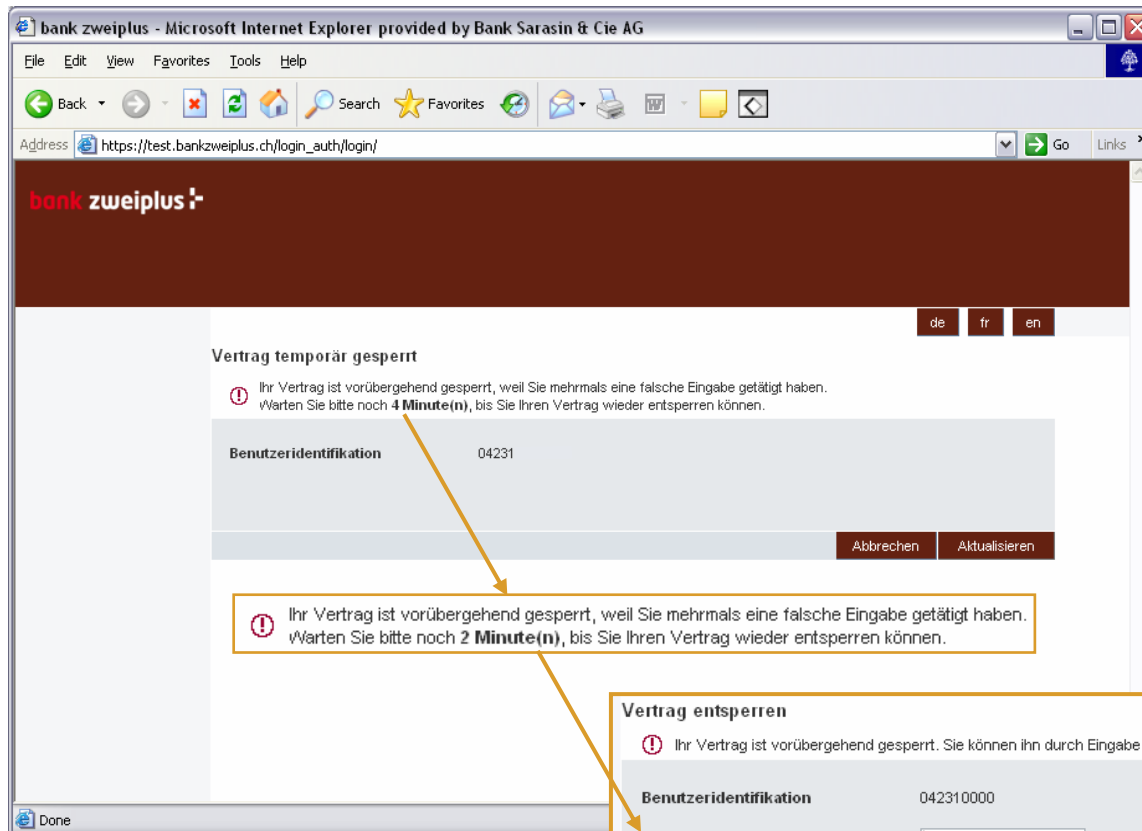 bank zweiplus - Microsoft Internet Explorer provided by Bank Sarasin & Cie AG
File Edit View Favorites Tools Help
Back Search Favorites
Address https://test.bankzweiplus.ch/login_auth/login/ Go Links
bank zweiplus
de fr en
Vertrag temporär gesperrt
Ihr Vertrag ist vorübergehend gesperrt, weil Sie mehrmals eine falsche Eingabe getätigt haben.
Warten Sie bitte noch 4 Minute(n), bis Sie Ihren Vertrag wieder entsperren können.
Benutzeridentifikation 04231
Abbrechen Aktualisieren
Ihr Vertrag ist vorübergehend gesperrt, weil Sie mehrmals eine falsche Eingabe getätigt haben.
Warten Sie bitte noch 2 Minute(n), bis Sie Ihren Vertrag wieder entsperren können.
Vertrag entsperren
Ihr Vertrag ist vorübergehend gesperrt. Sie können ihn durch Eingabe
Benutzeridentifikation 042310000
Done